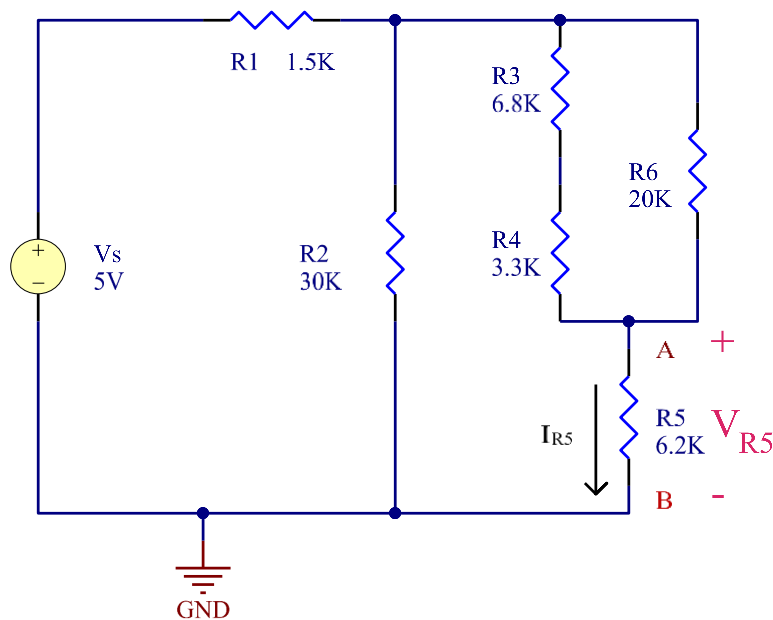 R1 1.5K
R3
6.8K
R6
20K
Vs
5V
+
−
R2
30K
R4
3.3K
A
+
IR5
R5
6.2K
VR5
B
-
GND